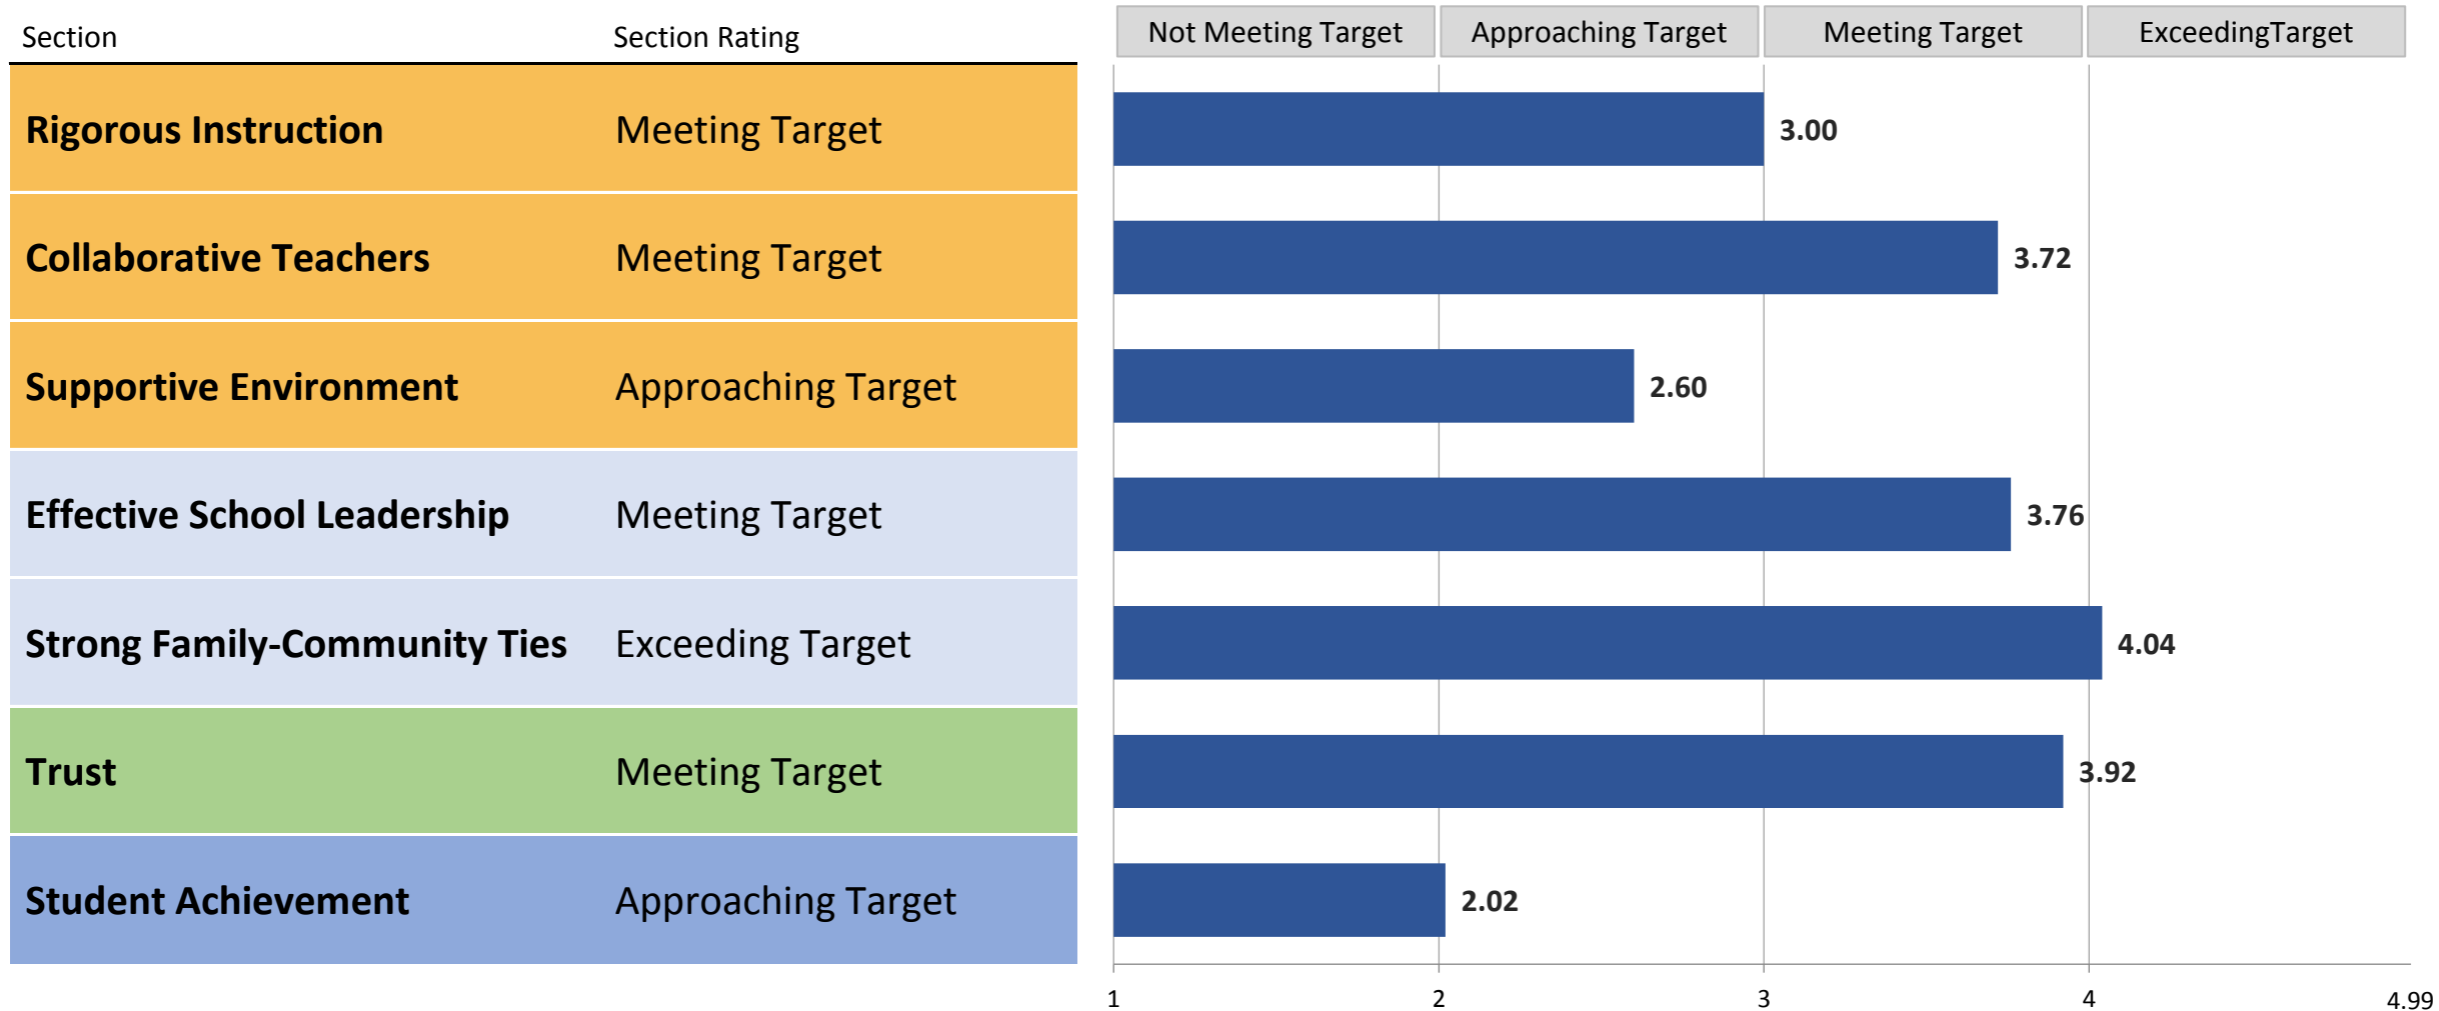 Section Section Rating Not Meeting Target Approaching Target Meeting Target ExceedingTarget
Rigorous Instruction Meeting Target 3.00
Collaborative Teachers Meeting Target 3.72
Supportive Environment Approaching Target 2.60
Effective School Leadership Meeting Target 3.76
Strong Family-Community Ties Exceeding Target 4.04
Trust Meeting Target 3.92
Student Achievement Approaching Target 2.02
1 2 3 4 4.99